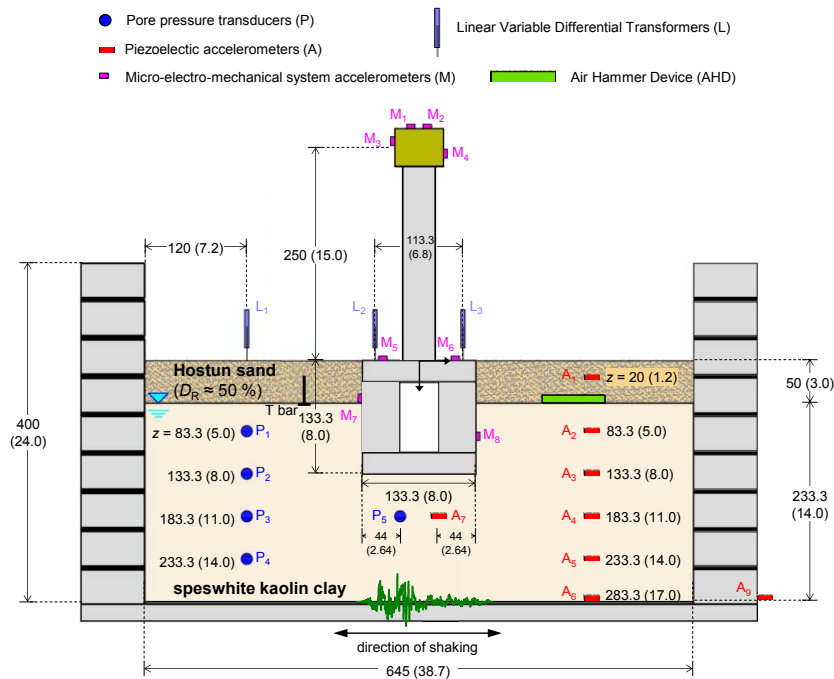 Pore pressure transducers (P)
Linear Variable Differential Transformers (L)
Piezoelectic accelerometers (A)
Micro-electro-mechanical system accelerometers (M)
Air Hammer Device (AHD)
M1
M2
M3
M4
120 (7.2)
250 (15.0)
113.3
(6.8)
L1
L2
L3
M5
M6
Hostun sand
(DR ≈ 50 %)
T bar
A1
z = 20 (1.2)
50 (3.0)
M7
133.3
(8.0)
M8
400
(24.0)
z = 83.3 (5.0)
P1
A2
83.3 (5.0)
133.3 (8.0)
P2
A3
133.3 (8.0)
133.3 (8.0)
233.3
(14.0)
183.3 (11.0)
P3
P5
A7
A4
183.3 (11.0)
44
(2.64)
44
(2.64)
233.3 (14.0)
P4
A5
233.3 (14.0)
speswhite kaolin clay
A6
283.3 (17.0)
A9
direction of shaking
645 (38.7)